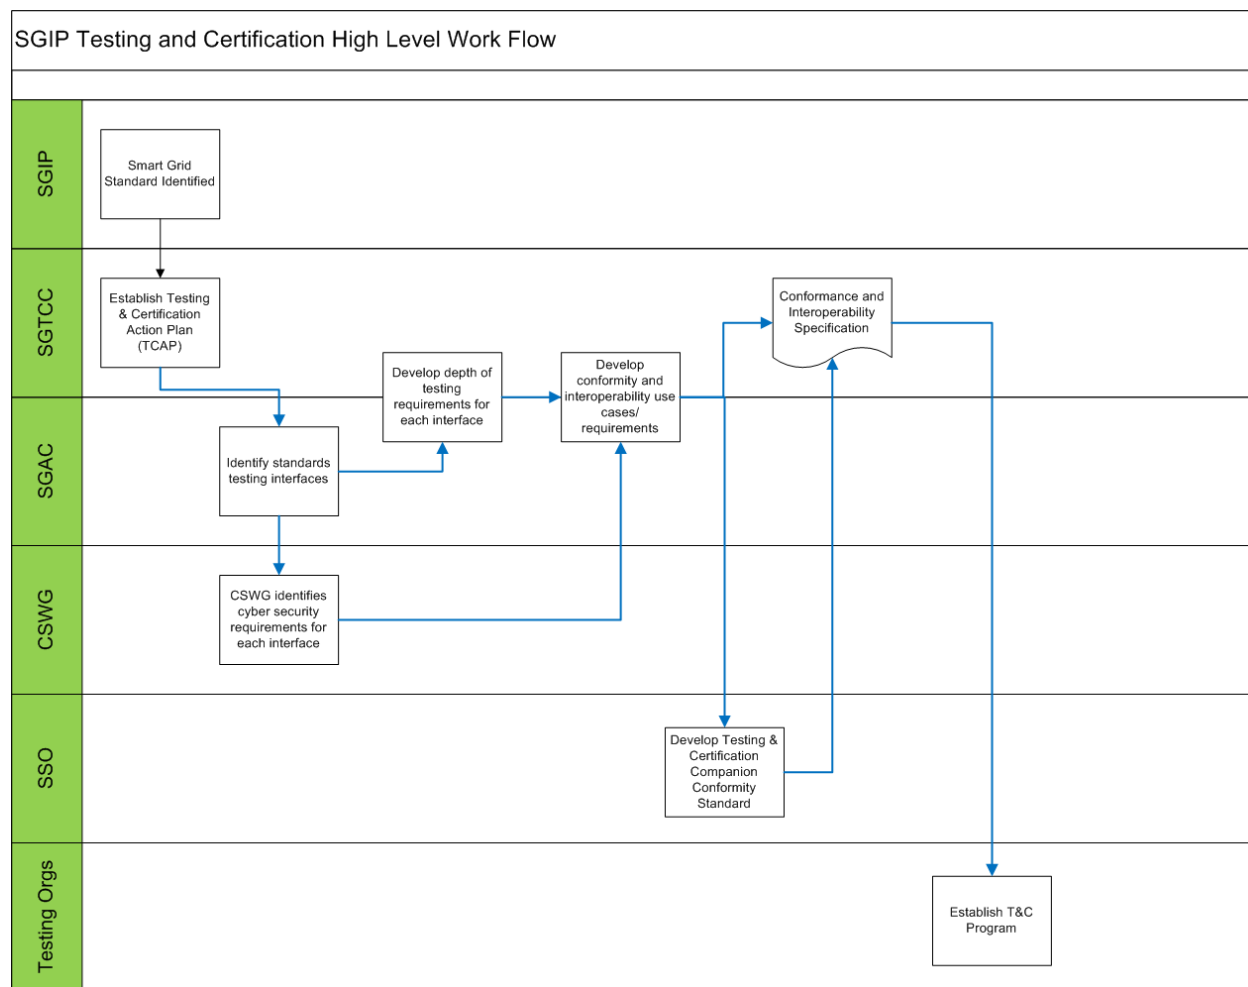 SGIP Testing and Certification High Level Work Flow
SGIP
Smart Grid
Standard Identified
SGTCC
Establish Testing
& Certification
Action Plan
(TCAP)
Develop depth of
testing
requirements for
each interface
Develop
conformity and
interoperability use
cases/
requirements
Conformance and
Interoperability
Specification
SGAC
Identify standards
testing interfaces
CSWG
CSWG identifies
cyber security
requirements for
each interface
SSO
Develop Testing &
Certification
Companion
Conformity
Standard
Testing Orgs
Establish T&C
Program